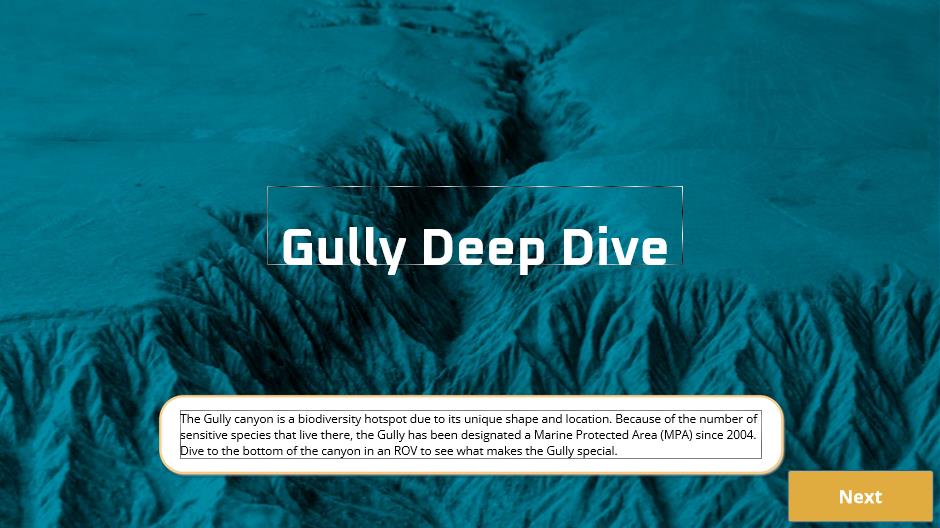 Gully Deep Dive
The Gully canyon is a biodiversity hotspot due to its unique shape and location. Because of the number of
sensitive species that live there, the Gully has been designated a Marine Protected Area (MPA) since 2004.
Dive to the bottom of the canyon in an ROV to see what makes the Gully special.
Next